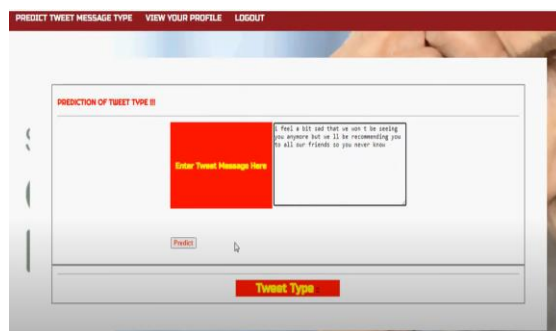 PREDICT TWEET MESSAGE TYPE VIEW YOUR PROFILE LOGOUT
PREDICTION OF TWEET TYPE !!!
Enter Tweet Message Here
i feel a bit sad that we won t be seeing
you anymore but we ll be recommending you
to all our friends so you never know
Predict
Tweet Type :